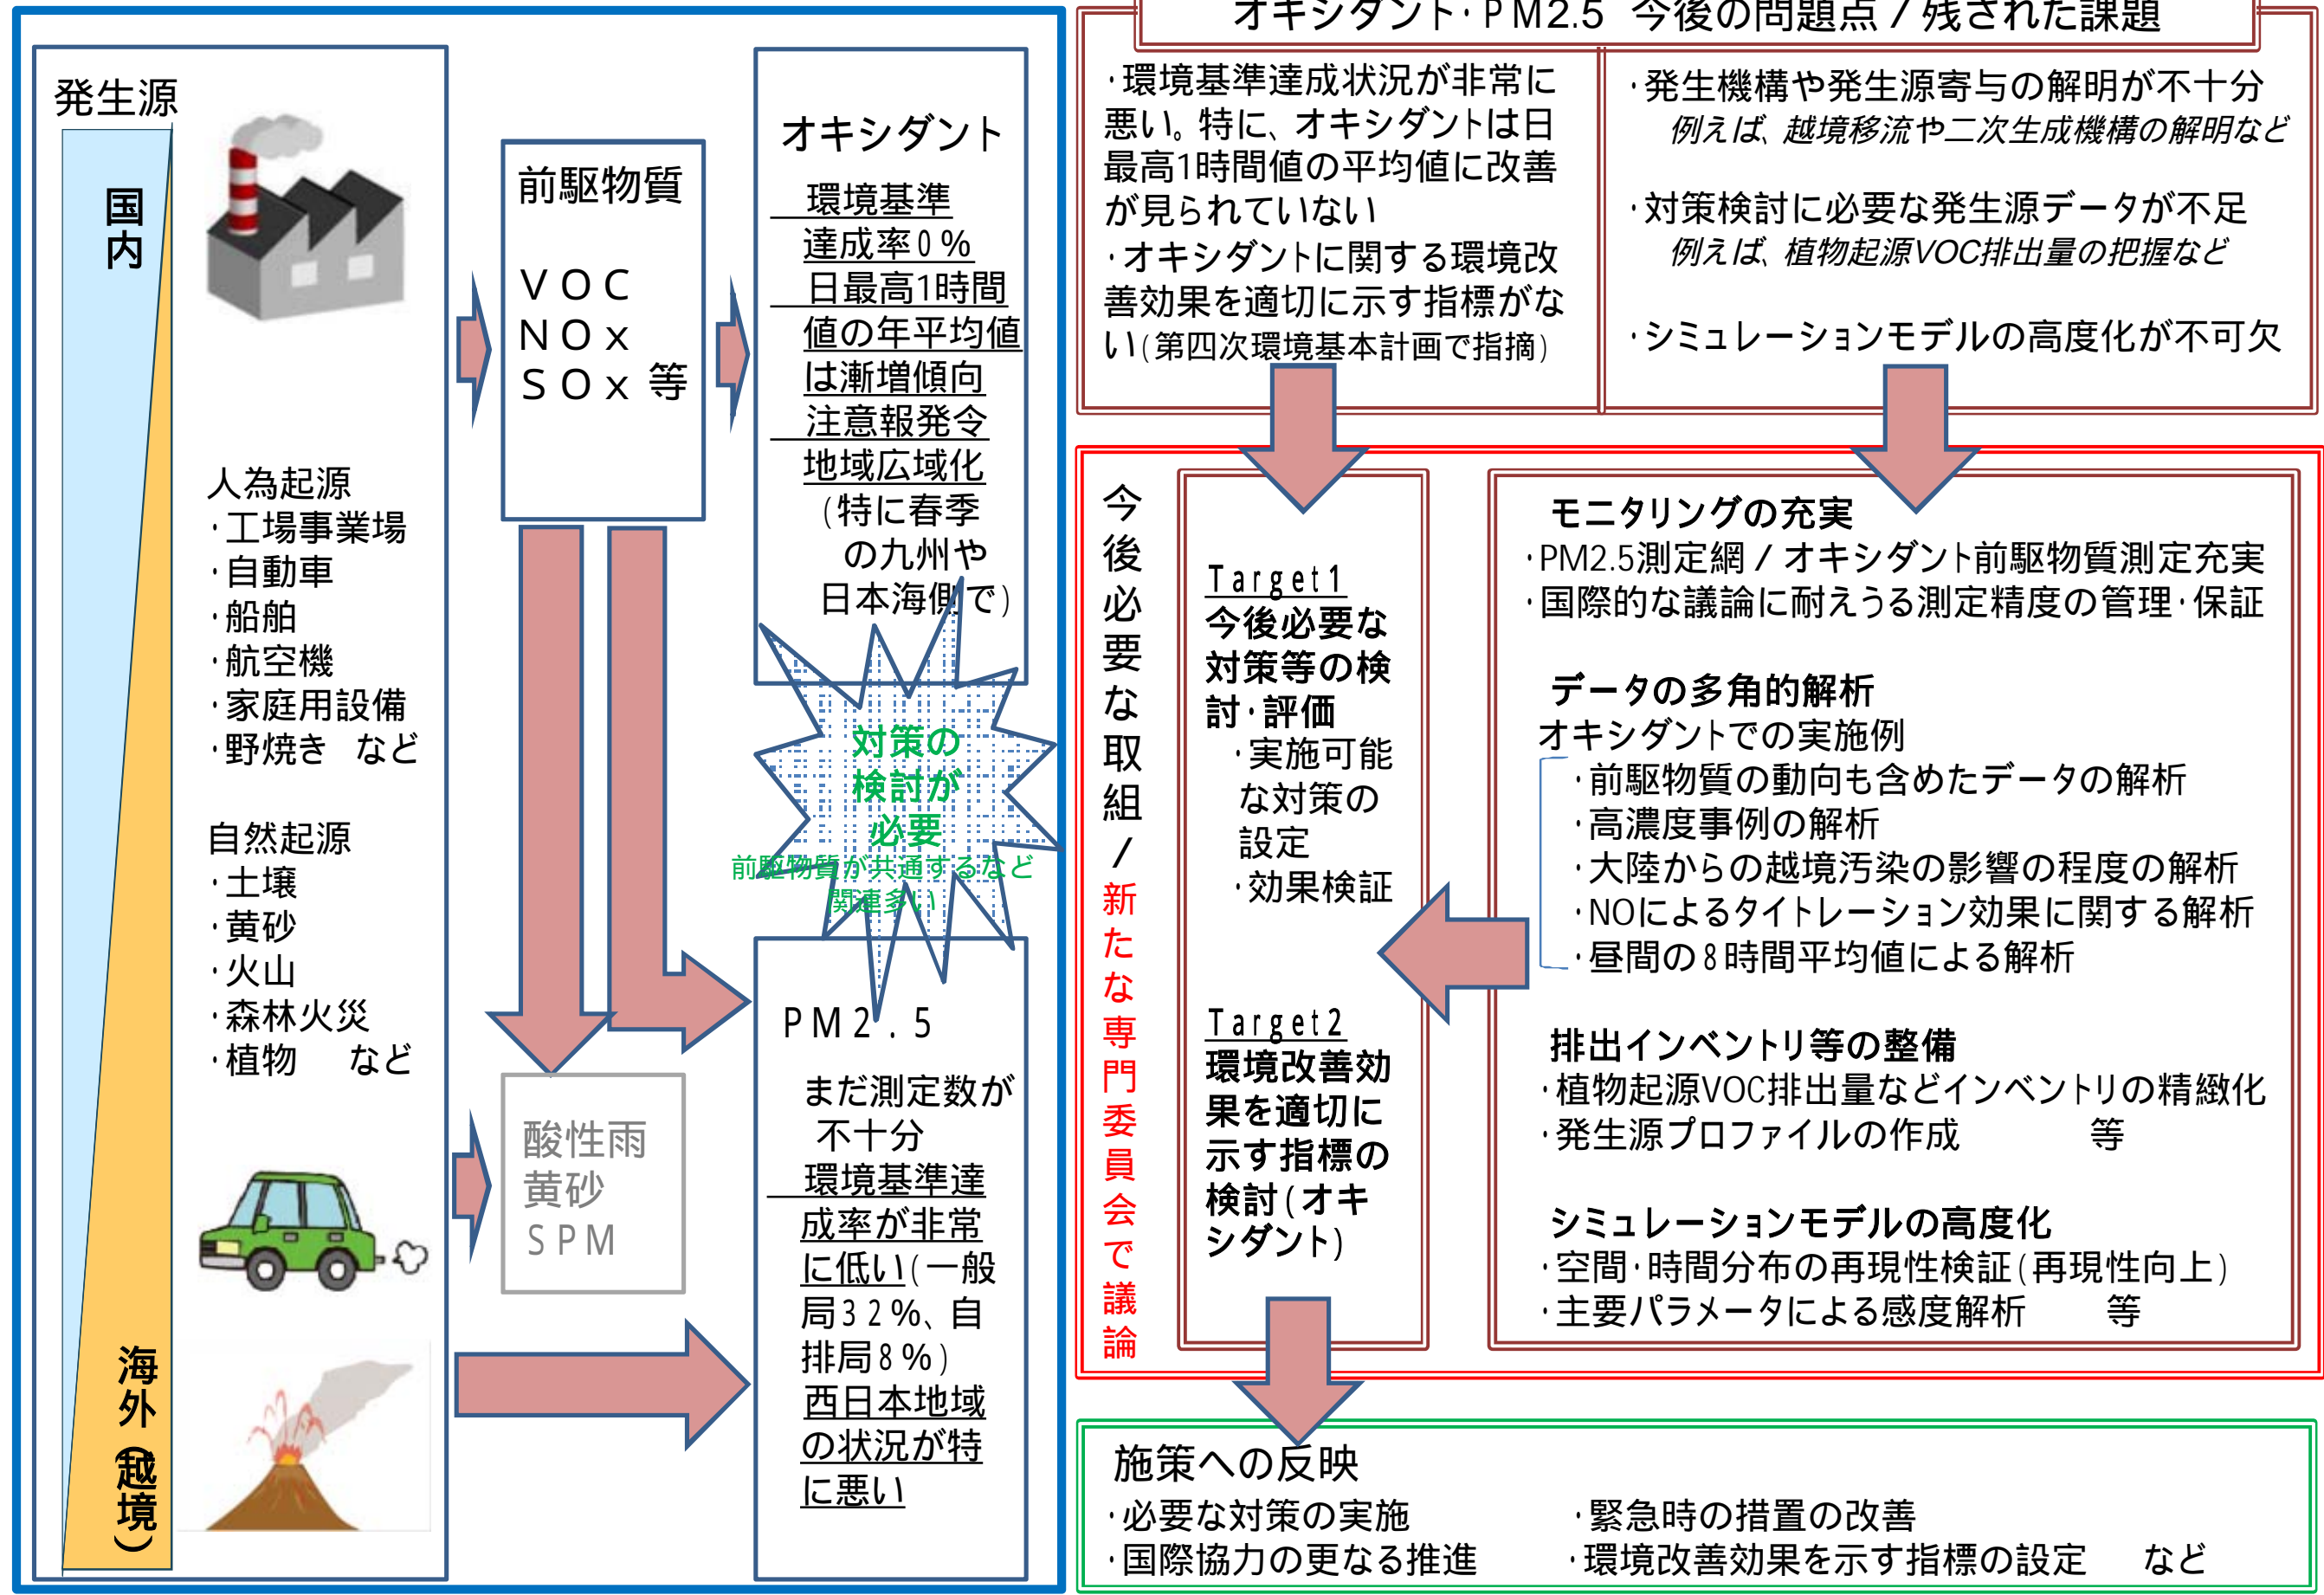 発生源
国内
海外（越境）
人為起源
・工場事業場
・自動車
・船舶
・航空機
・家庭用設備
・野焼き など
自然起源
・土壌
・黄砂
・火山
・森林火災
・植物 など
前駆物質
ＶＯＣ
ＮＯｘ
ＳＯｘ 等
酸性雨
黄砂
ＳＰＭ
オキシダント
環境基準
達成率0％
日最高1時間
値の年平均値
は漸増傾向
注意報発令
地域広域化
(特に春季
の九州や
日本海側で)
対策の
検討が
必要
前駆物質が共通するなど
関連多い
ＰＭ２．５
まだ測定数が
不十分
環境基準達
成率が非常
に低い(一般
局32％、自
排局8％)
西日本地域
の状況が特
に悪い
オキシダント・ＰＭ2.5 今後の問題点／残された課題
・環境基準達成状況が非常に
悪い。特に、オキシダントは日
最高1時間値の平均値に改善
が見られていない
・オキシダントに関する環境改
善効果を適切に示す指標がな
い(第四次環境基本計画で指摘)
・発生機構や発生源寄与の解明が不十分
例えば、越境移流や二次生成機構の解明など
・対策検討に必要な発生源データが不足
例えば、植物起源VOC排出量の把握など
・シミュレーションモデルの高度化が不可欠
今後必要な取組／新たな専門委員会で議論
Target1
今後必要な
対策等の検
討・評価
・実施可能
な対策の
設定
・効果検証
Target2
環境改善効
果を適切に
示す指標の
検討(オキ
シダント)
モニタリングの充実
・PM2.5測定網／オキシダント前駆物質測定充実
・国際的な議論に耐えうる測定精度の管理・保証
データの多角的解析
オキシダントでの実施例
・前駆物質の動向も含めたデータの解析
・高濃度事例の解析
・大陸からの越境汚染の影響の程度の解析
・NOによるタイトレーション効果に関する解析
・昼間の8時間平均値による解析
排出インベントリ等の整備
・植物起源VOC排出量などインベントリの精緻化
・発生源プロファイルの作成 等
シミュレーションモデルの高度化
・空間・時間分布の再現性検証(再現性向上)
・主要パラメータによる感度解析 等
施策への反映
・必要な対策の実施 ・緊急時の措置の改善
・国際協力の更なる推進 ・環境改善効果を示す指標の設定 など